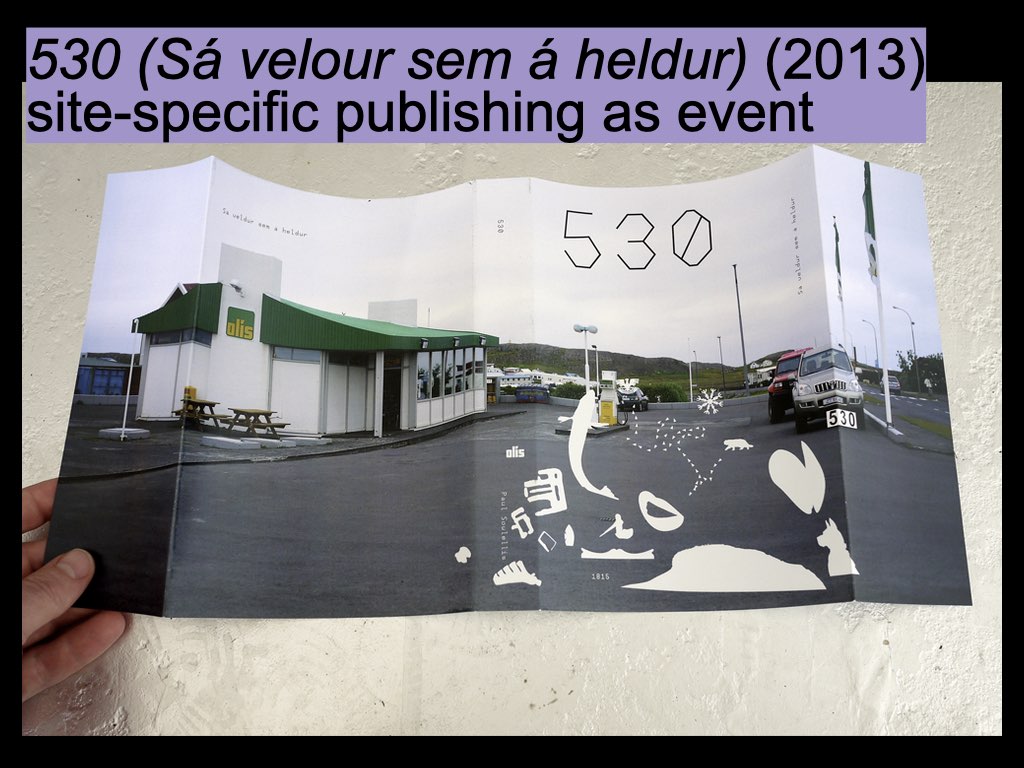 530 (Sá velour sem á heldur) (2013)
site-specific publishing as event
Sá veldur sem á heldur
530
530
Sá veldur sem á heldur
olís
530
olís
Paul Soulellis
1015